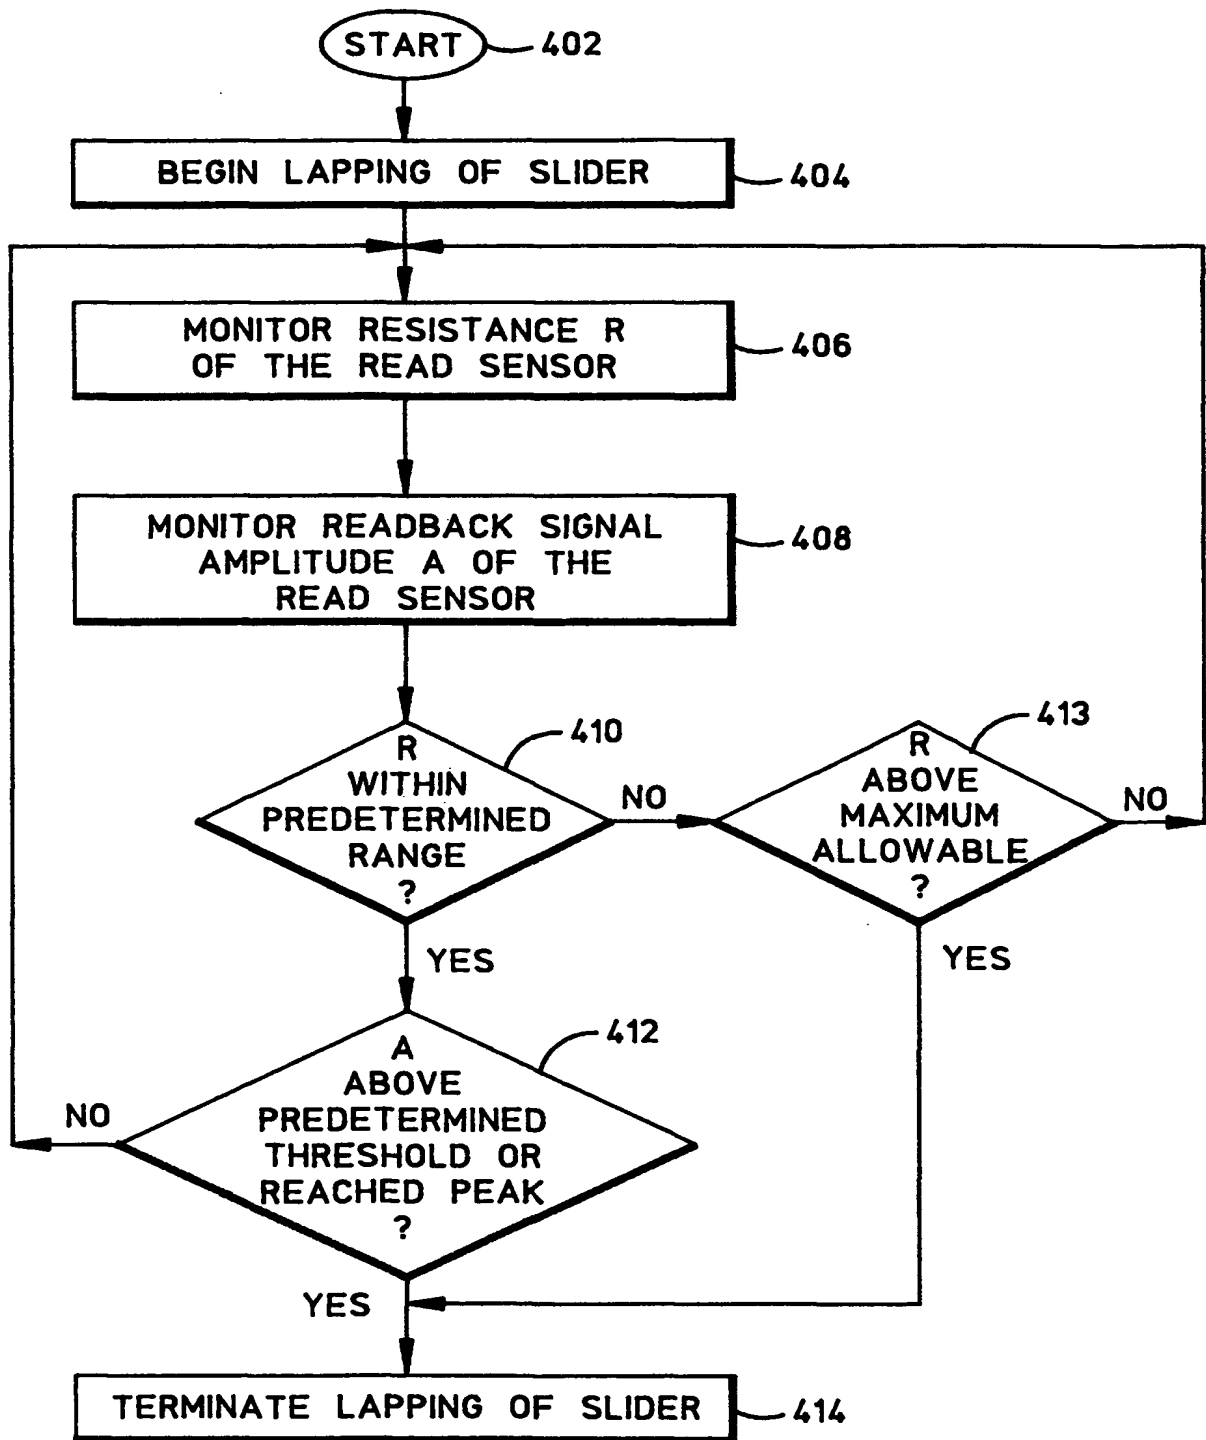 START
402
BEGIN LAPPING OF SLIDER
404
MONITOR RESISTANCE R
OF THE READ SENSOR
406
MONITOR READBACK SIGNAL
AMPLITUDE A OF THE
READ SENSOR
408
R
WITHIN
PREDETERMINED
RANGE
?
410
NO
R
ABOVE
MAXIMUM
ALLOWABLE
?
413
NO
YES
YES
A
ABOVE
PREDETERMINED
THRESHOLD OR
REACHED PEAK
?
412
NO
YES
TERMINATE LAPPING OF SLIDER
414